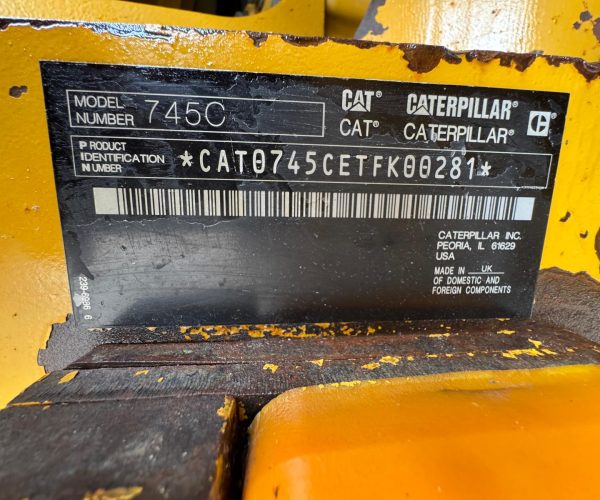 MODEL NUMBER 745C
CAT CATERPILLAR®
CAT® CATERPILLAR®
PRODUCT IDENTIFICATION NUMBER *CAT0745CETFK00281*
CATERPILLAR INC.
PEORIA, IL 61629
USA
MADE IN UK
OF DOMESTIC AND
FOREIGN COMPONENTS